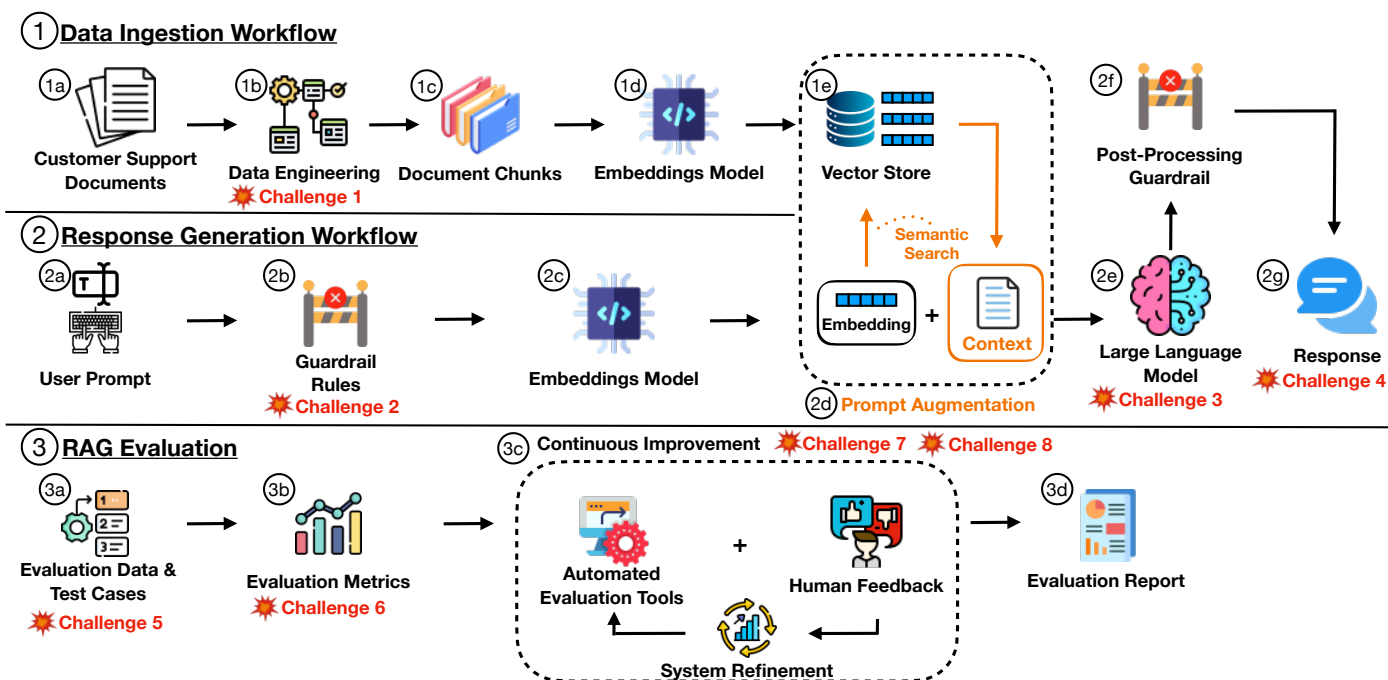 1 Data Ingestion Workflow
1a
1b
1c
1d
1e
2f
Customer Support
Documents
Data Engineering
Challenge 1
Document Chunks
Embeddings Model
Vector Store
Post-Processing
Guardrail
2 Response Generation Workflow
2a
T
2b
2c
Semantic
Search
2e
2g
User Prompt
Guardrail
Rules
Challenge 2
Embeddings Model
Embedding
+
Context
2d Prompt Augmentation
Large Language
Model
Challenge 3
Response
Challenge 4
3 RAG Evaluation
3c Continuous Improvement Challenge 7 Challenge 8
3a
1
2
3
3b
3d
Evaluation Data &
Test Cases
Challenge 5
Evaluation Metrics
Challenge 6
Automated
Evaluation Tools
+
Human Feedback
System Refinement
Evaluation Report